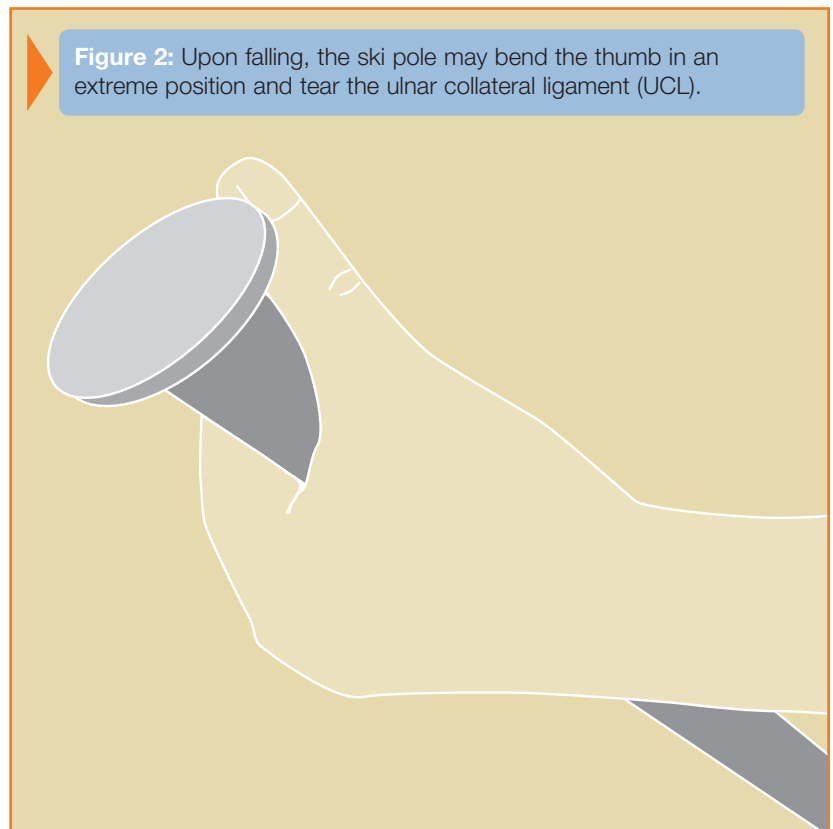 Figure 2: Upon falling, the ski pole may bend the thumb in an
extreme position and tear the ulnar collateral ligament (UCL).